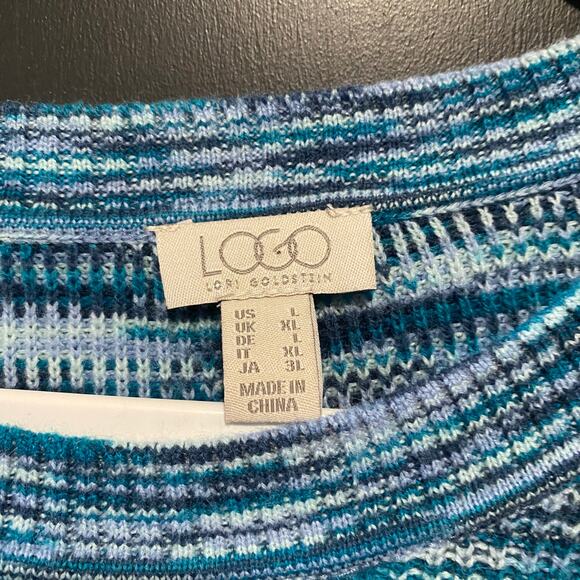 LOGO
LORI GOLDSTEIN
US L
UK XL
DE L
IT XL
JA 3L
MADE IN
CHINA